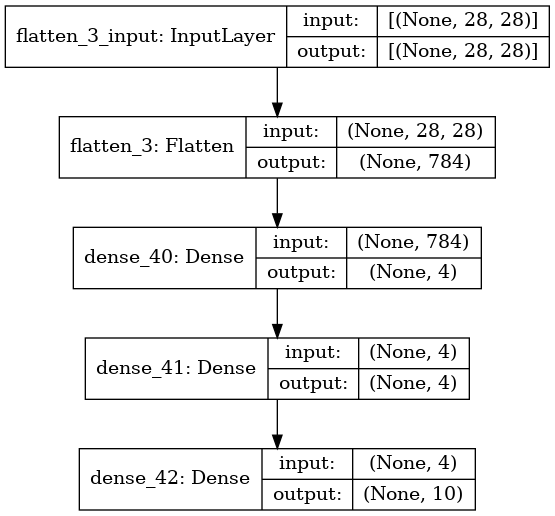 flatten_3_input: InputLayer
input: [(None, 28, 28)]
output: [(None, 28, 28)]
flatten_3: Flatten
input: (None, 28, 28)
output: (None, 784)
dense_40: Dense
input: (None, 784)
output: (None, 4)
dense_41: Dense
input: (None, 4)
output: (None, 4)
dense_42: Dense
input: (None, 4)
output: (None, 10)